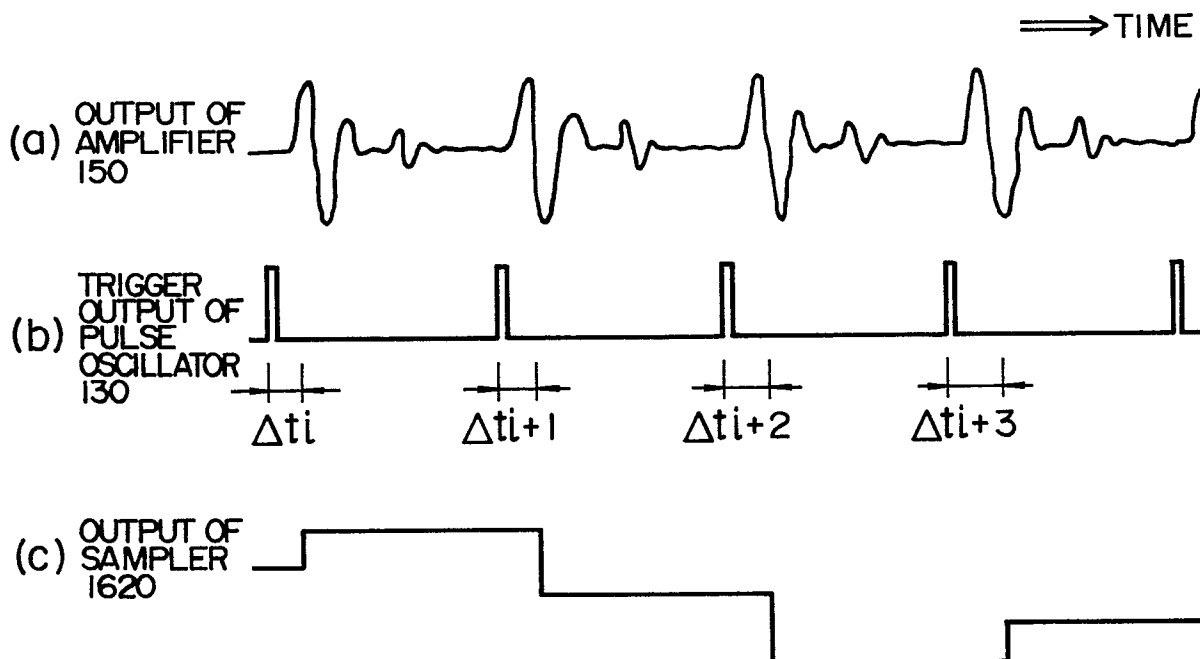 TIME
(a) OUTPUT OF
AMPLIFIER
150
(b) TRIGGER
OUTPUT OF
PULSE
OSCILLATOR
130
Δti
Δti+1
Δti+2
Δti+3
(c) OUTPUT OF
SAMPLER
1620